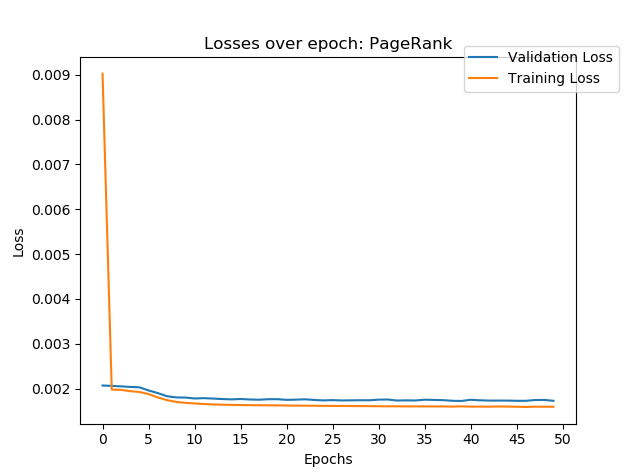 Losses over epoch: PageRank
Validation Loss
Training Loss
0.009
0.008
0.007
0.006
0.005
0.004
0.003
0.002
Loss
0 5 10 15 20 25 30 35 40 45 50
Epochs